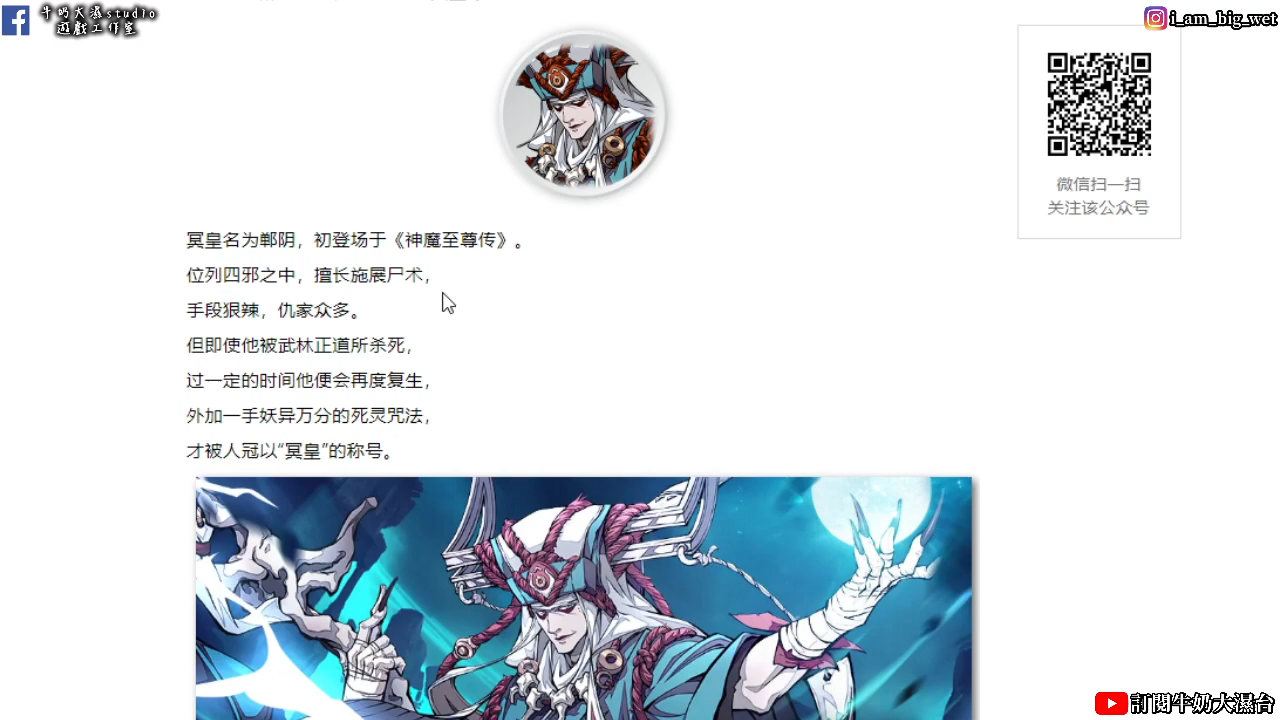 牛奶大濕studio
遊戲工作室
i_am_big_wet
微信扫一扫
关注该公众号
冥皇名为郸阴，初登场于《神魔至尊传》。
位列四邪之中，擅长施展尸术，
手段狠辣，仇家众多。
但即使他被武林正道所杀死，
过一定的时间他便会再度复生，
外加一手妖异万分的死灵咒法，
才被人冠以“冥皇”的称号。
訂閱牛奶大濕台